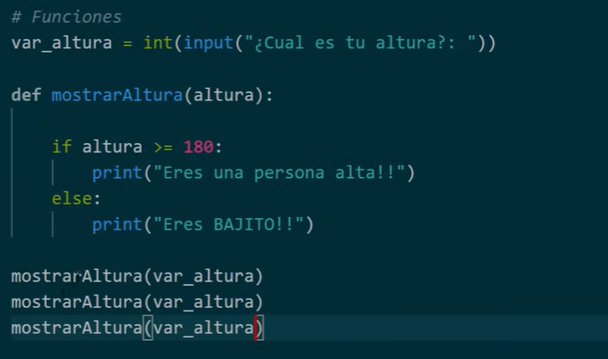 # Funciones
var_altura = int(input("¿Cual es tu altura?: "))
def mostrarAltura(altura):
if altura >= 180:
print("Eres una persona alta!!")
else:
print("Eres BAJITO!!")
mostrarAltura(var_altura)
mostrarAltura(var_altura)
mostrarAltura(var_altura)